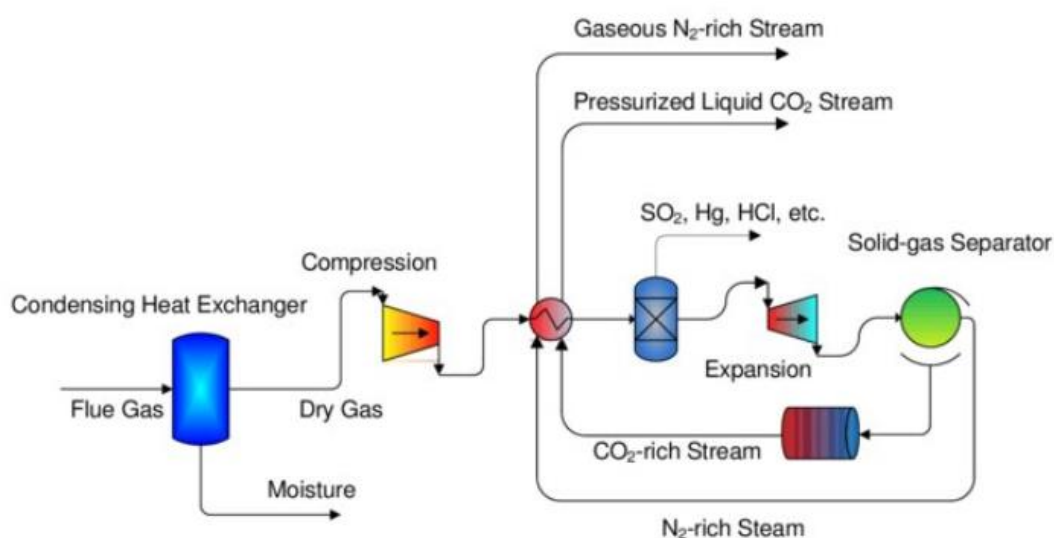 Gaseous N₂-rich Stream
Pressurized Liquid CO₂ Stream
SO₂, Hg, HCl, etc.
Solid-gas Separator
Compression
Condensing Heat Exchanger
Expansion
Flue Gas
Dry Gas
CO₂-rich Stream
Moisture
N₂-rich Steam